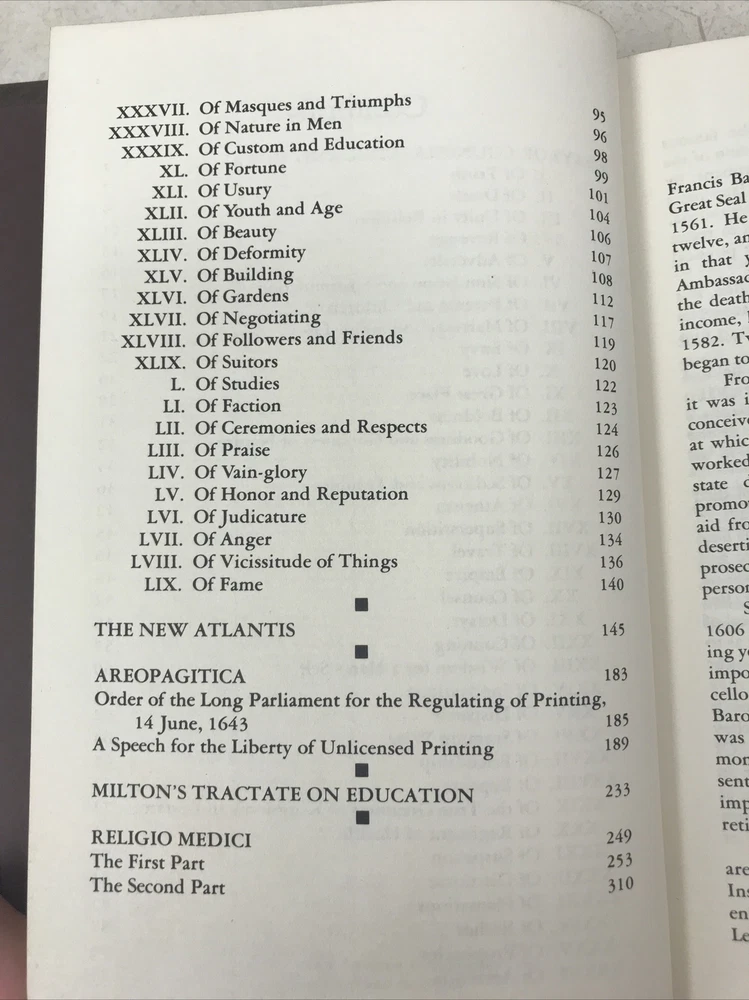 XXXVII. Of Masques and Triumphs 95
XXXVIII. Of Nature in Men 96
XXXIX. Of Custom and Education 98
XL. Of Fortune 99
XLI. Of Usury 101
XLII. Of Youth and Age 104
XLIII. Of Beauty 106
XLIV. Of Deformity 107
XLV. Of Building 108
XLVI. Of Gardens 112
XLVII. Of Negotiating 117
XLVIII. Of Followers and Friends 119
XLIX. Of Suitors 120
L. Of Studies 122
LI. Of Faction 123
LII. Of Ceremonies and Respects 124
LIII. Of Praise 126
LIV. Of Vain-glory 127
LV. Of Honor and Reputation 129
LVI. Of Judicature 130
LVII. Of Anger 134
LVIII. Of Vicissitude of Things 136
LIX. Of Fame 140
THE NEW ATLANTIS 145
AREOPAGITICA 183
Order of the Long Parliament for the Regulating of Printing,
14 June, 1643 185
A Speech for the Liberty of Unlicensed Printing 189
MILTON'S TRACTATE ON EDUCATION 233
RELIGIO MEDICI 249
The First Part 253
The Second Part 310
Francis Ba
Great Seal
1561. He
twelve, an
in that y
Ambassac
the death
income, 
1582. Tv
began to
Fro
it was i
conceive
at which
worked
state d
promo
aid fro
deserti
prosec
person
S
1606
ing y
impo
cello
Baro
was
mon
sent
imp
reti
are
Ins
en
Le